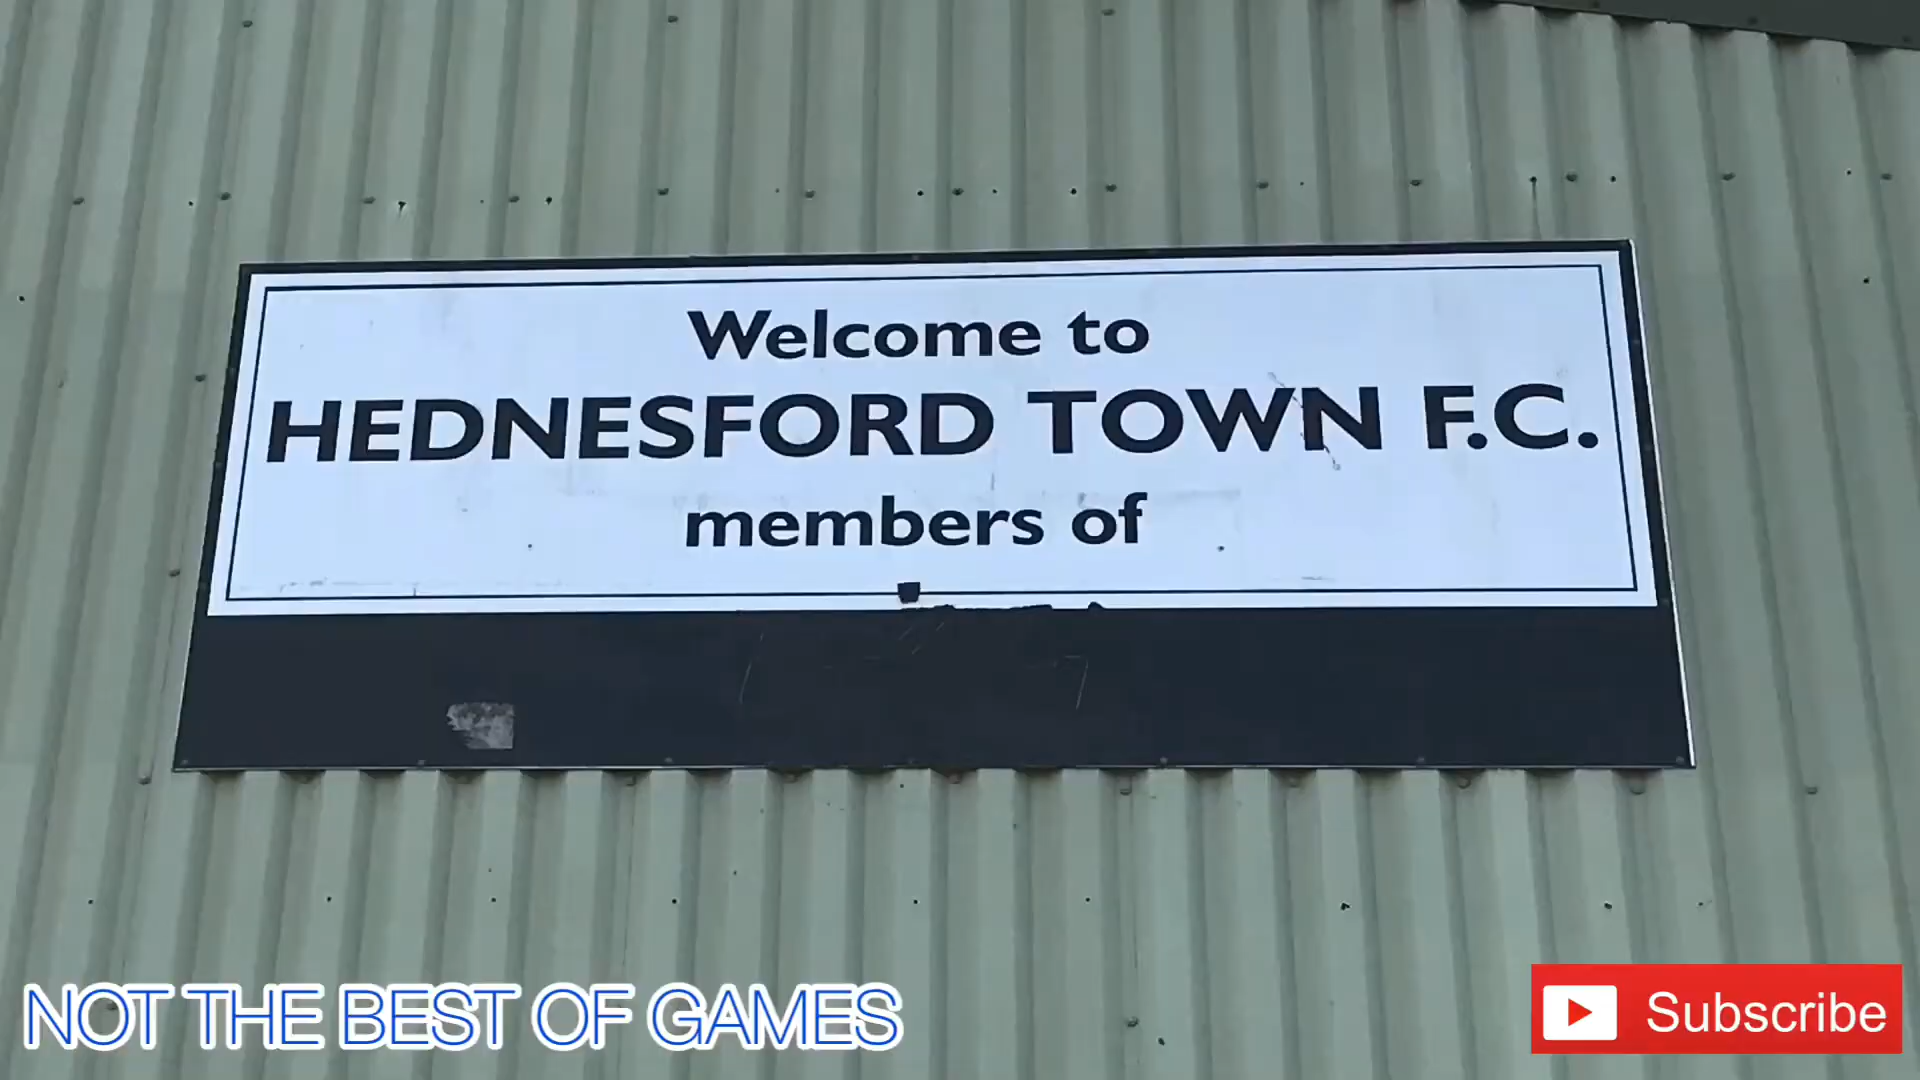 Welcome to
HEDNESFORD TOWN F.C.
members of
NOT THE BEST OF GAMES
Subscribe